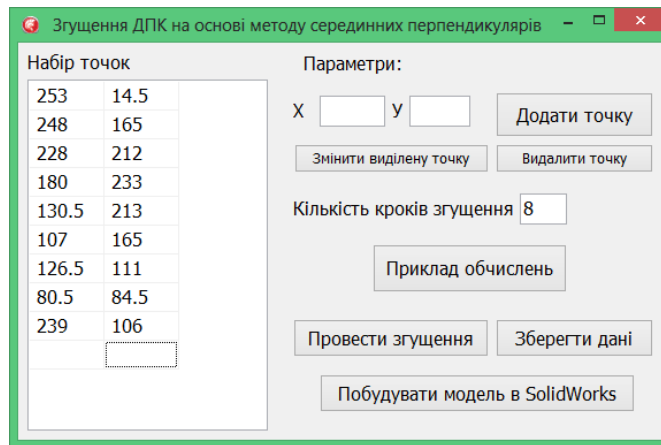 Згущення ДПК на основі методу серединних перпендикулярів
Набір точок
253 14.5
248 165
228 212
180 233
130.5 213
107 165
126.5 111
80.5 84.5
239 106
Параметри:
X У Додати точку
Змінити виділену точку Видалити точку
Кількість кроків згущення 8
Приклад обчислень
Провести згущення Зберегти дані
Побудувати модель в SolidWorks